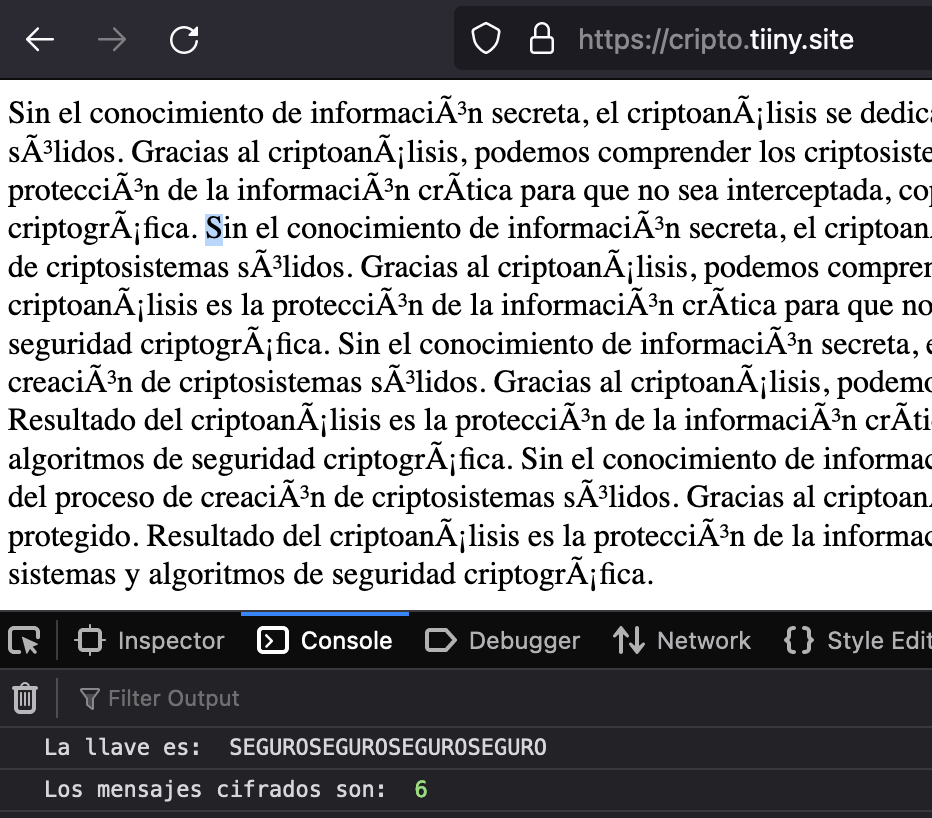 https://cripto.tiiny.site
Sin el conocimiento de informaciÃ³n secreta, el criptoanÃ¡lisis se dedica
sÃ³lidos. Gracias al criptoanÃ¡lisis, podemos comprender los criptosiste
protecciÃ³n de la informaciÃ³n crÃtica para que no sea interceptada, cop
criptogrÃ¡fica. Sin el conocimiento de informaciÃ³n secreta, el criptoanÃ
de criptosistemas sÃ³lidos. Gracias al criptoanÃ¡lisis, podemos compren
criptoanÃ¡lisis es la protecciÃ³n de la informaciÃ³n crÃtica para que no
seguridad criptogrÃ¡fica. Sin el conocimiento de informaciÃ³n secreta, e
creaciÃ³n de criptosistemas sÃ³lidos. Gracias al criptoanÃ¡lisis, podemo
Resultado del criptoanÃ¡lisis es la protecciÃ³n de la informaciÃ³n crÃti
algoritmos de seguridad criptogrÃ¡fica. Sin el conocimiento de informac
del proceso de creaciÃ³n de criptosistemas sÃ³lidos. Gracias al criptoanÃ
protegido. Resultado del criptoanÃ¡lisis es la protecciÃ³n de la informac
sistemas y algoritmos de seguridad criptogrÃ¡fica.
Inspector Console Debugger Network {} Style Edit
Filter Output
La llave es: SEGUROSEGUROSEGUROSEGURO
Los mensajes cifrados son: 6